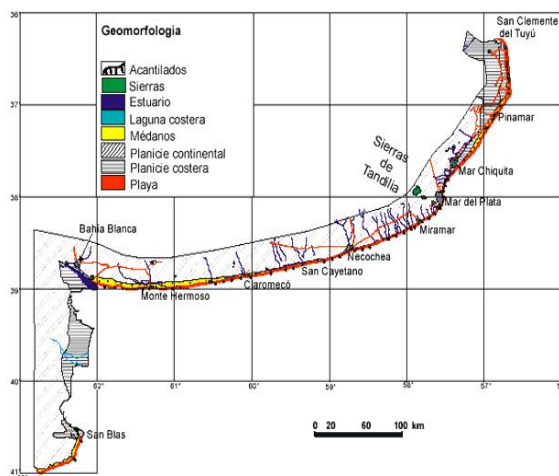 36
37
38
39
40
41
San Clemente
del Tuyú
Geomorfologia
Acantilados
Sierras
Estuario
Laguna costera
Médanos
Planicie continental
Planicie costera
Playa
Pinamar
Sierras
de
Tandilia
Mar Chiquita
Mar del Plata
Miramar
Necochea
San Cayetano
Claromecó
Monte Hermoso
Bahía Blanca
62°
61°
60°
59°
58°
57°
San Blas
0 20 60 100 km